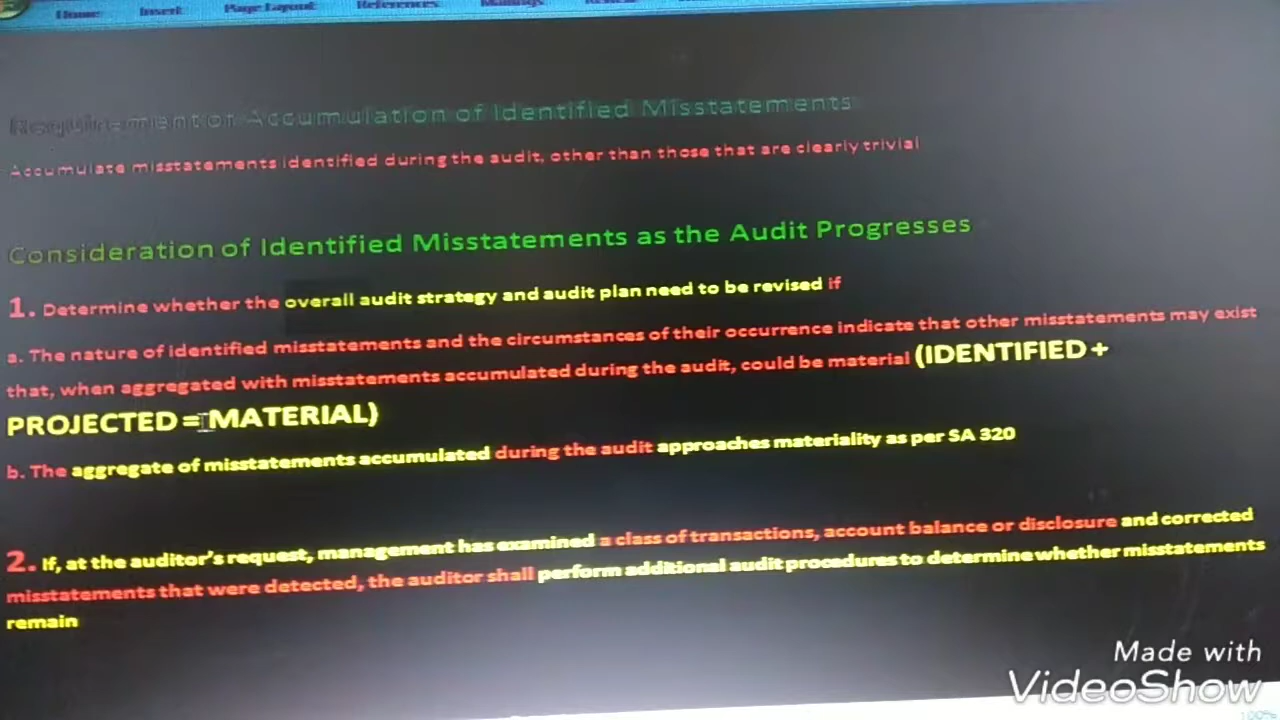 Home Insert Page Layout References Mailings Review
Requirement of Accumulation of Identified Misstatements
Accumulate misstatements identified during the audit, other than those that are clearly trivial
Consideration of Identified Misstatements as the Audit Progresses
1. Determine whether the overall audit strategy and audit plan need to be revised if
a. The nature of identified misstatements and the circumstances of their occurrence indicate that other misstatements may exist
that, when aggregated with misstatements accumulated during the audit, could be material (IDENTIFIED +
PROJECTED = MATERIAL)
b. The aggregate of misstatements accumulated during the audit approaches materiality as per SA 320
2. If, at the auditor's request, management has examined a class of transactions, account balance or disclosure and corrected
misstatements that were detected, the auditor shall perform additional audit procedures to determine whether misstatements
remain
Made with
VideoShow
100%